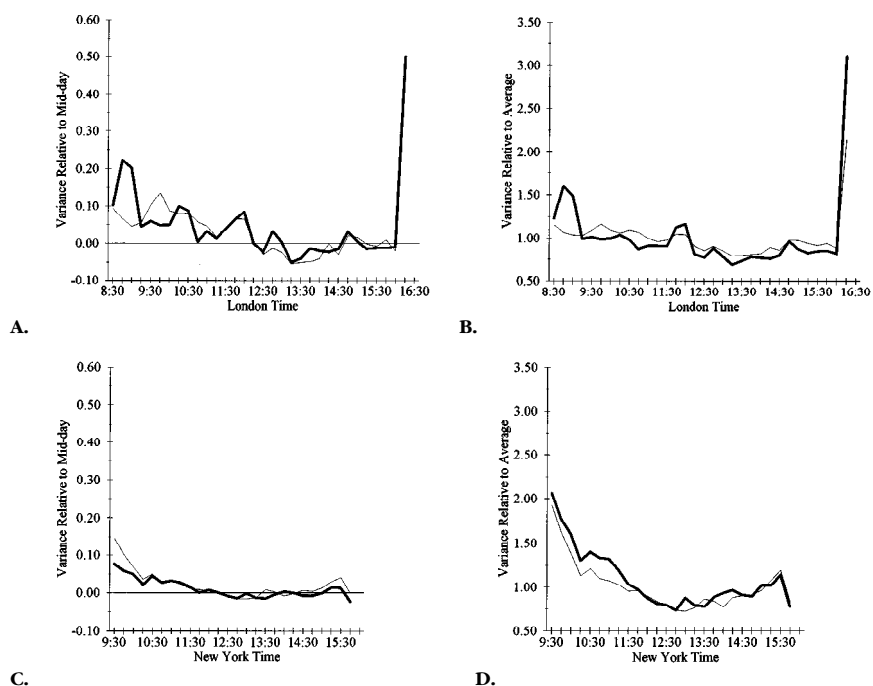 0.60
0.50
0.40
0.30
0.20
0.10
0.00
-0.10
Variance Relative to Mid-day
8:30 9:30 10:30 11:30 12:30 13:30 14:30 15:30 16:30
London Time
A.
3.50
3.00
2.50
2.00
1.50
1.00
0.50
Variance Relative to Average
8:30 9:30 10:30 11:30 12:30 13:30 14:30 15:30 16:30
London Time
B.
0.60
0.50
0.40
0.30
0.20
0.10
0.00
-0.10
Variance Relative to Mid-day
9:30 10:30 11:30 12:30 13:30 14:30 15:30
New York Time
C.
3.50
3.00
2.50
2.00
1.50
1.00
0.50
Variance Relative to Average
9:30 10:30 11:30 12:30 13:30 14:30 15:30
New York Time
D.